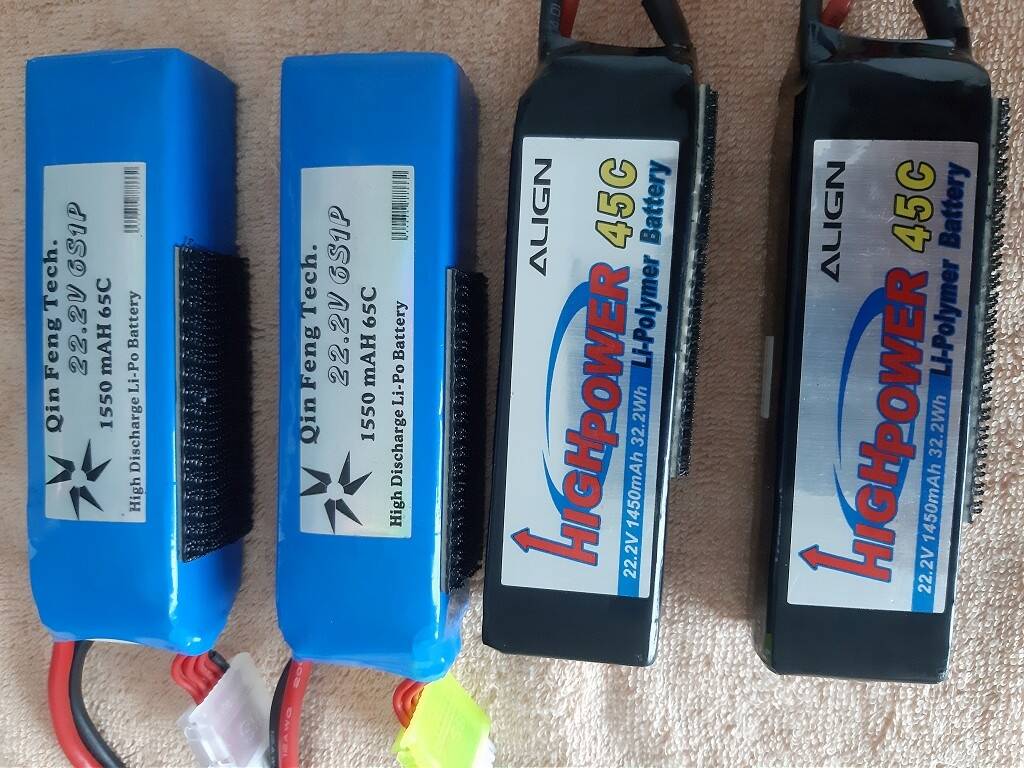 Qin Feng Tech.
22.2V 6S1P
1550 mAH 65C
High Discharge Li-Po Battery
Qin Feng Tech.
22.2V 6S1P
1550 mAH 65C
High Discharge Li-Po Battery
ALIGN
HIGHPOWER 45C
Li-Polymer Battery
22.2V 1450mAh 32.2Wh
ALIGN
HIGHPOWER 45C
Li-Polymer Battery
22.2V 1450mAh 32.2Wh